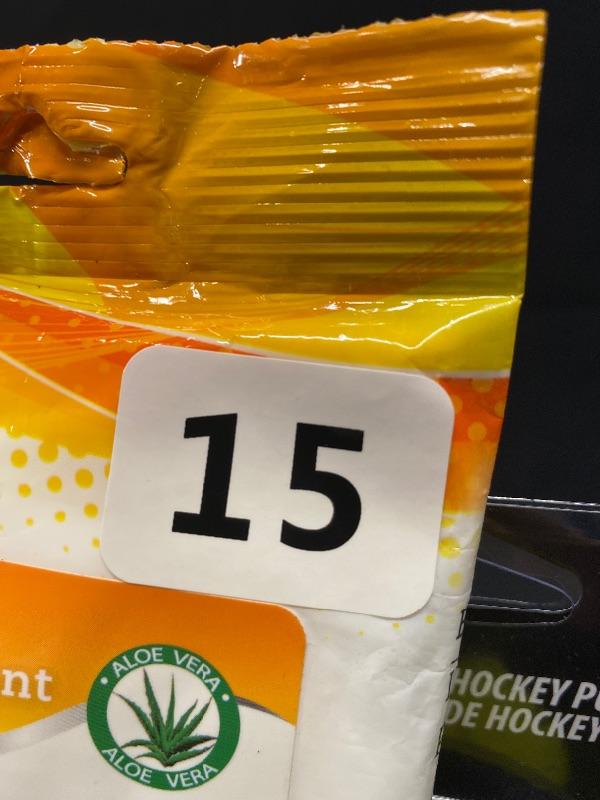 15
nt
ALOE VERA
ALOE VERA
HOCKEY
DE HOCKEY